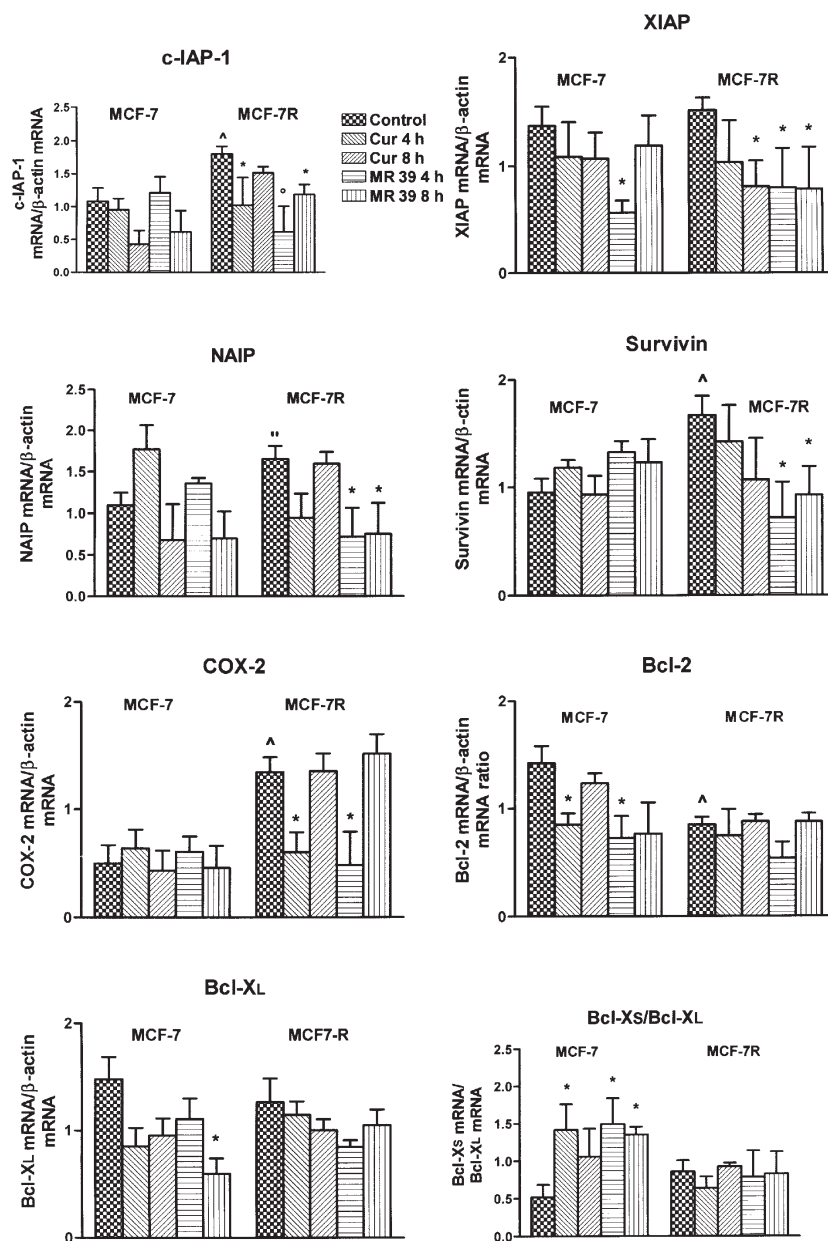 c-IAP-1
MCF-7
MCF-7R
c-IAP-1
mRNA/β-actin mRNA
2.5
2.0
1.5
1.0
0.5
0.0
^
*
°
*
Control
Cur 4 h
Cur 8 h
MR 39 4 h
MR 39 8 h
XIAP
MCF-7
MCF-7R
XIAP mRNA/β-actin
mRNA
2
1
0
*
*
*
*
NAIP
MCF-7
MCF-7R
NAIP mRNA/β-actin
mRNA
2.5
2.0
1.5
1.0
0.5
0.0
"
*
*
Survivin
MCF-7
MCF-7R
Survivin mRNA/β-ctin
mRNA
2
1
0
^
*
*
COX-2
MCF-7
MCF-7R
COX-2 mRNA/β-actin
mRNA
2
1
0
^
*
*
Bcl-2
MCF-7
MCF-7R
Bcl-2 mRNA/β-actin
mRNA ratio
2
1
0
*
*
^
Bcl-XL
MCF-7
MCF7-R
Bcl-XL mRNA/β-actin
mRNA
2
1
0
*
Bcl-XS/Bcl-XL
MCF-7
MCF-7R
Bcl-XS mRNA/
Bcl-XL mRNA
2.5
2.0
1.5
1.0
0.5
0.0
*
*
*